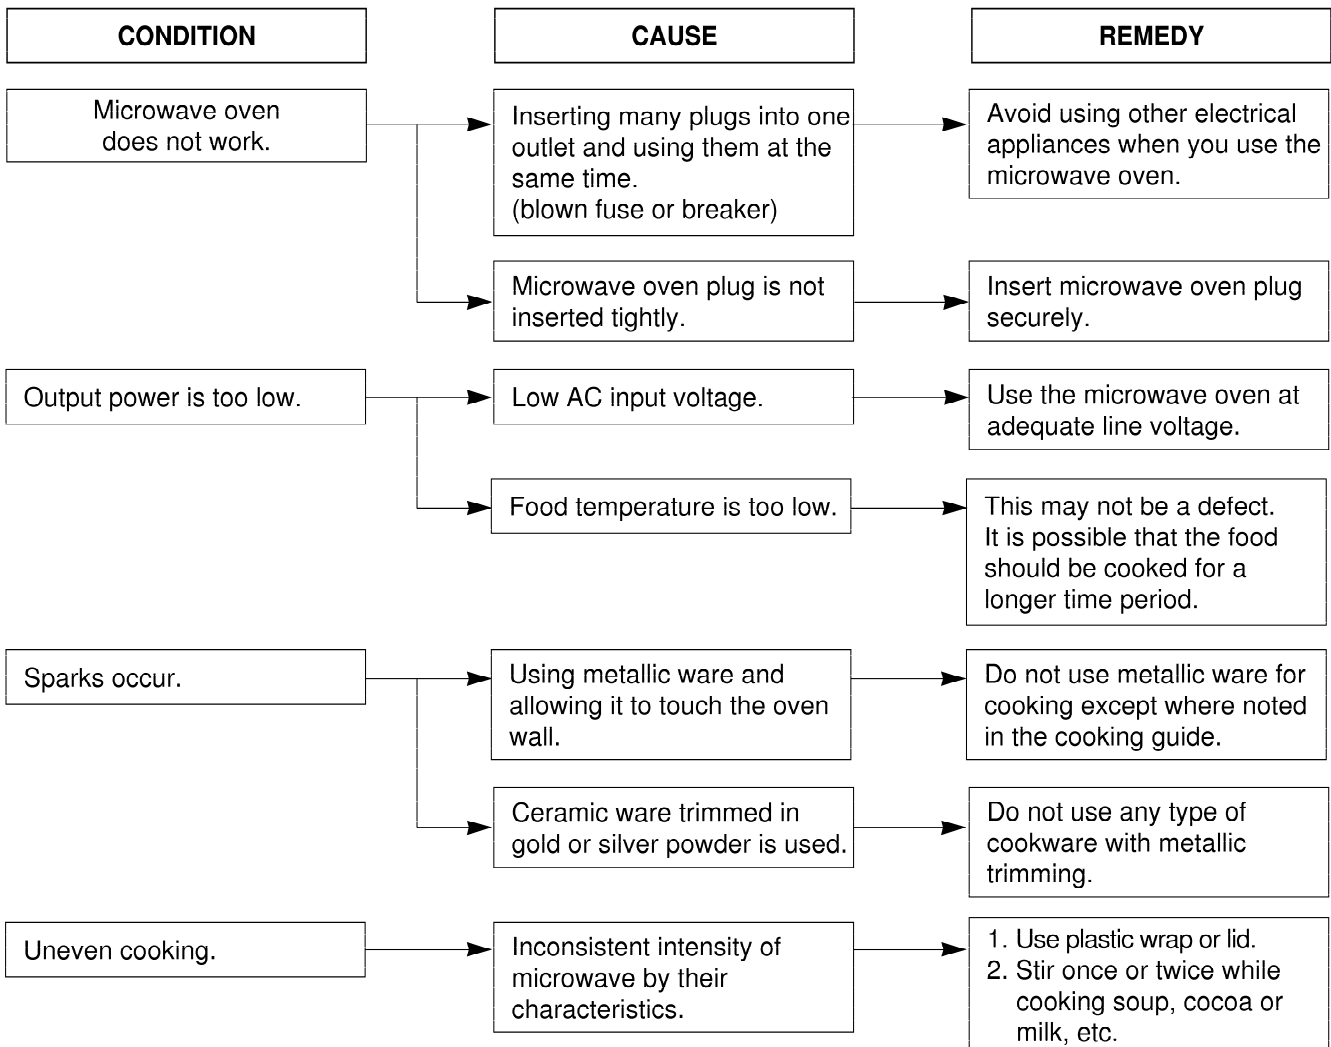 CONDITION
CAUSE
REMEDY
Microwave oven
does not work.
Inserting many plugs into one
outlet and using them at the
same time.
(blown fuse or breaker)
Avoid using other electrical
appliances when you use the
microwave oven.
Microwave oven plug is not
inserted tightly.
Insert microwave oven plug
securely.
Output power is too low.
Low AC input voltage.
Use the microwave oven at
adequate line voltage.
Food temperature is too low.
This may not be a defect.
It is possible that the food
should be cooked for a
longer time period.
Sparks occur.
Using metallic ware and
allowing it to touch the oven
wall.
Do not use metallic ware for
cooking except where noted
in the cooking guide.
Ceramic ware trimmed in
gold or silver powder is used.
Do not use any type of
cookware with metallic
trimming.
Uneven cooking.
Inconsistent intensity of
microwave by their
characteristics.
1. Use plastic wrap or lid.
2. Stir once or twice while
cooking soup, cocoa or
milk, etc.